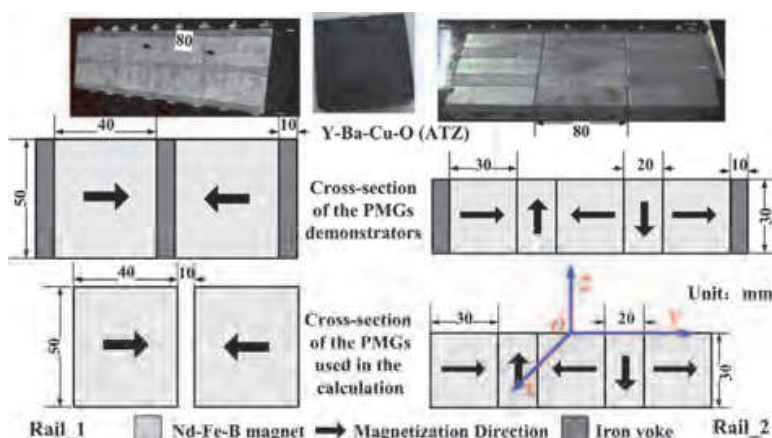 80
40
10
Y-Ba-Cu-O (ATZ)
80
50
Cross-section
of the PMGs
demonstrators
30
20
10
30
40
10
50
Cross-section
of the PMGs
used in the
calculation
Unit: mm
z
o
y
x
30
20
30
Rail_1
Nd-Fe-B magnet
Magnetization Direction
Iron yoke
Rail_2